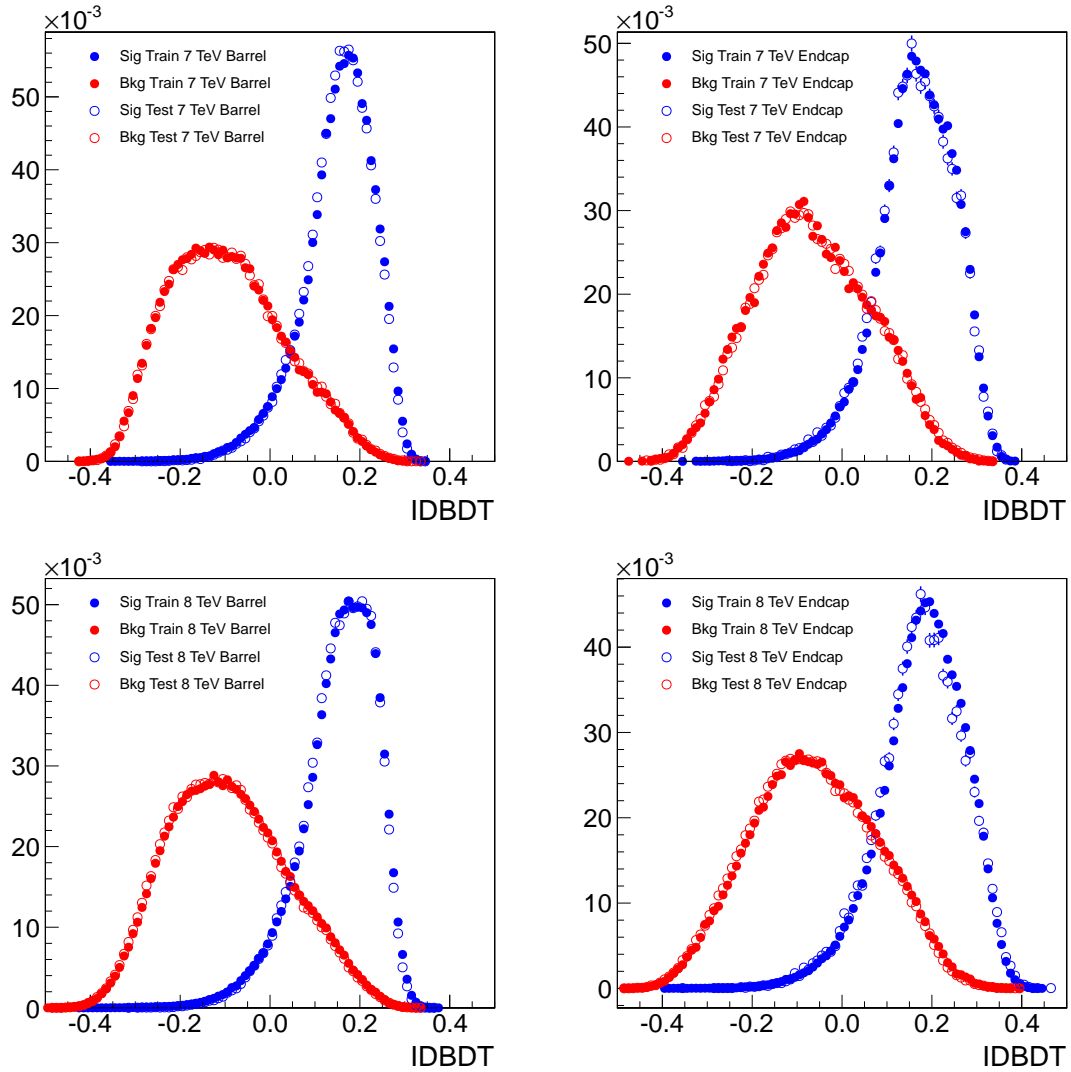 ×10⁻³
Sig Train 7 TeV Barrel
Bkg Train 7 TeV Barrel
Sig Test 7 TeV Barrel
Bkg Test 7 TeV Barrel
50
40
30
20
10
0
-0.4 -0.2 0.0 0.2 0.4
IDBDT
×10⁻³
Sig Train 7 TeV Endcap
Bkg Train 7 TeV Endcap
Sig Test 7 TeV Endcap
Bkg Test 7 TeV Endcap
50
40
30
20
10
0
-0.4 -0.2 0.0 0.2 0.4
IDBDT
×10⁻³
Sig Train 8 TeV Barrel
Bkg Train 8 TeV Barrel
Sig Test 8 TeV Barrel
Bkg Test 8 TeV Barrel
50
40
30
20
10
0
-0.4 -0.2 0.0 0.2 0.4
IDBDT
×10⁻³
Sig Train 8 TeV Endcap
Bkg Train 8 TeV Endcap
Sig Test 8 TeV Endcap
Bkg Test 8 TeV Endcap
40
30
20
10
0
-0.4 -0.2 0.0 0.2 0.4
IDBDT